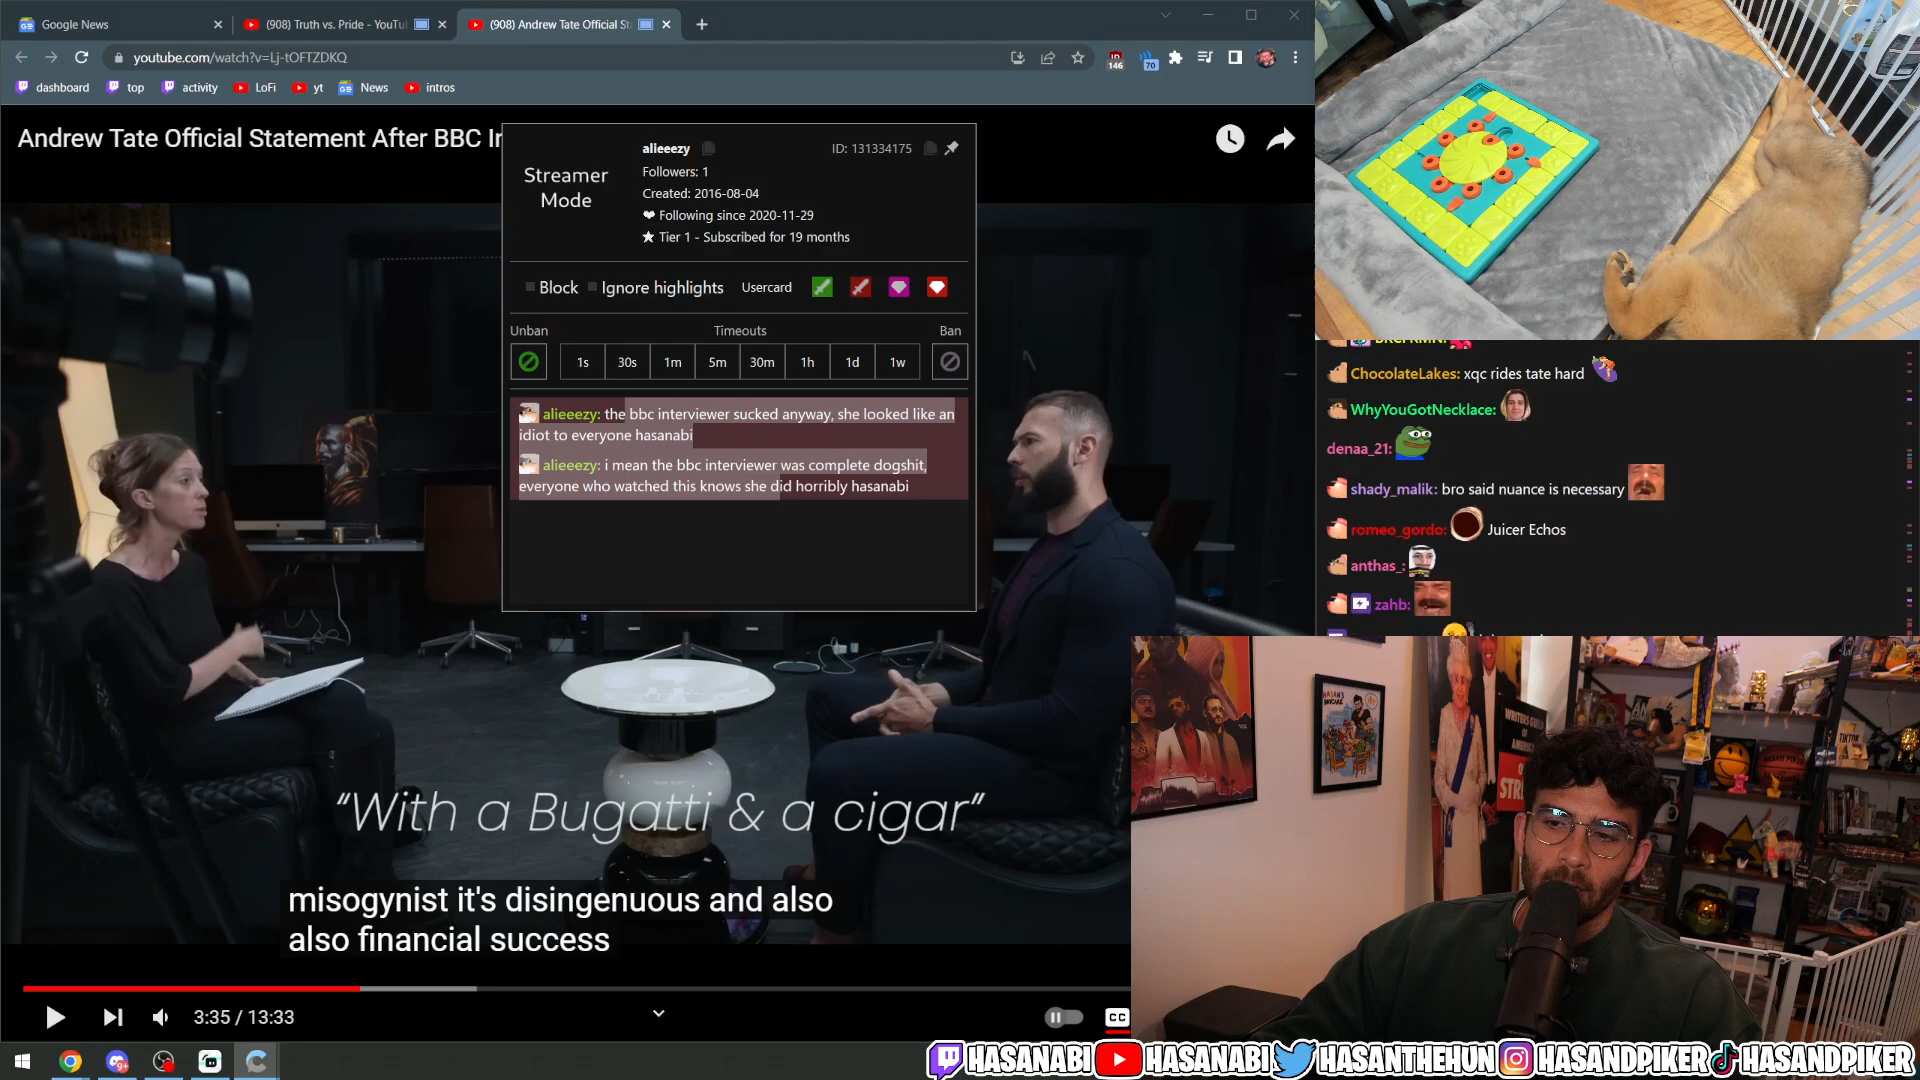 Google News
(908) Truth vs. Pride - YouTu
(908) Andrew Tate Official St
youtube.com/watch?v=Lj-tOFTZDKQ
146
70
dashboard
top
activity
LoFi
yt
News
intros
Andrew Tate Official Statement After BBC In
Streamer
Mode
alieeezy
ID: 131334175
Followers: 1
Created: 2016-08-04
Following since 2020-11-29
Tier 1 - Subscribed for 19 months
Block
Ignore highlights
Usercard
Unban
Timeouts
Ban
1s
30s
1m
5m
30m
1h
1d
1w
alieeezy: the bbc interviewer sucked anyway, she looked like an
idiot to everyone hasanabi
alieeezy: i mean the bbc interviewer was complete dogshit,
everyone who watched this knows she did horribly hasanabi
ChocolateLakes: xqc rides tate hard
WhyYouGotNecklace:
denaa_21:
shady_malik: bro said nuance is necessary
romeo_gordo: Juicer Echos
anthas_:
zahb:
"With a Bugatti & a cigar"
misogynist it's disingenuous and also
also financial success
3:35 / 13:33
CC
HASANABI
HASANABI
HASANTHEHUN
HASANDPIKER
HASANDPIKER